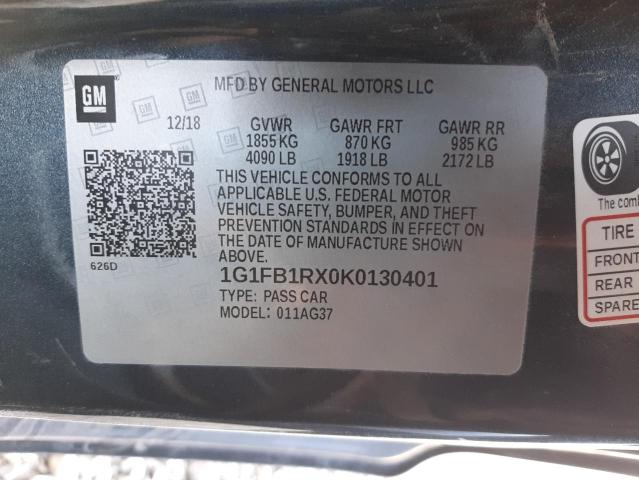 MFD BY GENERAL MOTORS LLC
GM
12/18 GVWR GAWR FRT GAWR RR
1855 KG 870 KG 985 KG
4090 LB 1918 LB 2172 LB
THIS VEHICLE CONFORMS TO ALL
APPLICABLE U.S. FEDERAL MOTOR
VEHICLE SAFETY, BUMPER, AND THEFT
PREVENTION STANDARDS IN EFFECT ON
THE DATE OF MANUFACTURE SHOWN
ABOVE.
626D
1G1FB1RX0K0130401
TYPE: PASS CAR
MODEL: 011AG37
The comb
TIRE
FRONT
REAR
SPARE